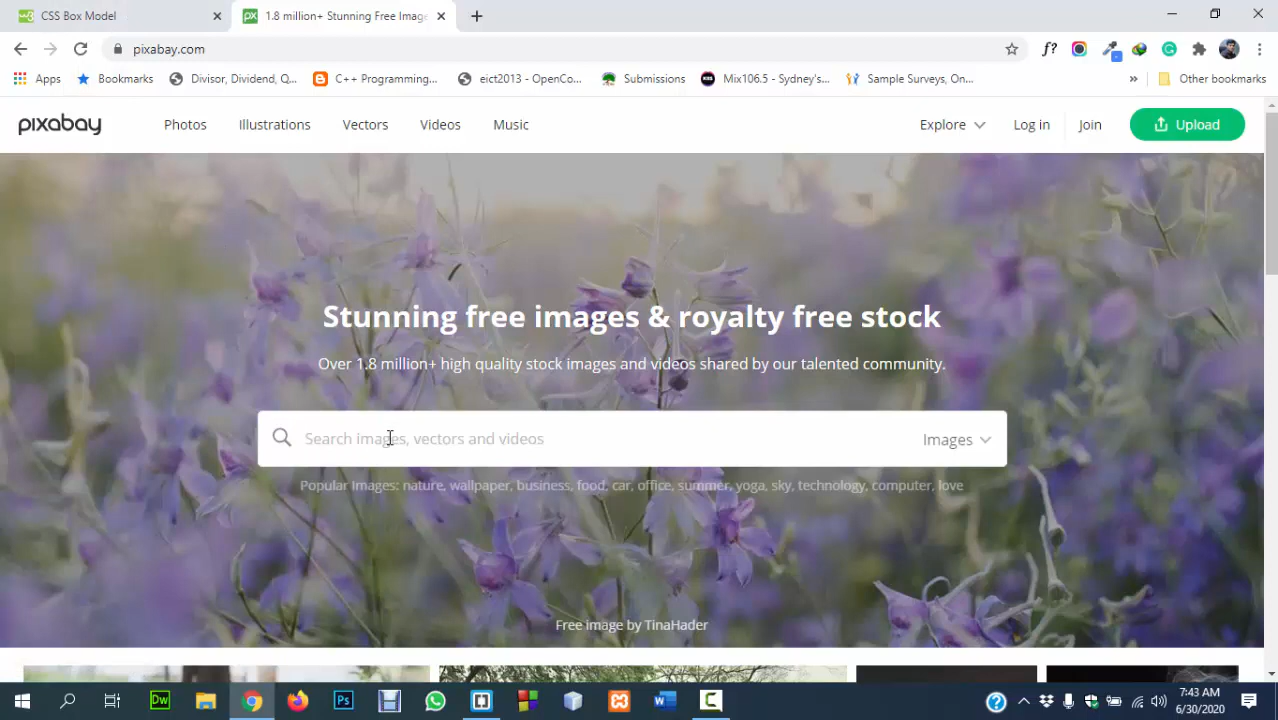 CSS Box Model
1.8 million+ Stunning Free Image
pixabay.com
f?
Apps Bookmarks Divisor, Dividend, Q... C++ Programming... eict2013 - OpenCo... Submissions Mix106.5 - Sydney's... Sample Surveys, On... » Other bookmarks
pixabay Photos Illustrations Vectors Videos Music Explore Log in Join Upload
Stunning free images & royalty free stock
Over 1.8 million+ high quality stock images and videos shared by our talented community.
Search images, vectors and videos Images
Popular Images: nature, wallpaper, business, food, car, office, summer, yoga, sky, technology, computer, love
Free image by TinaHader
Dw Ps
7:43 AM
6/30/2020